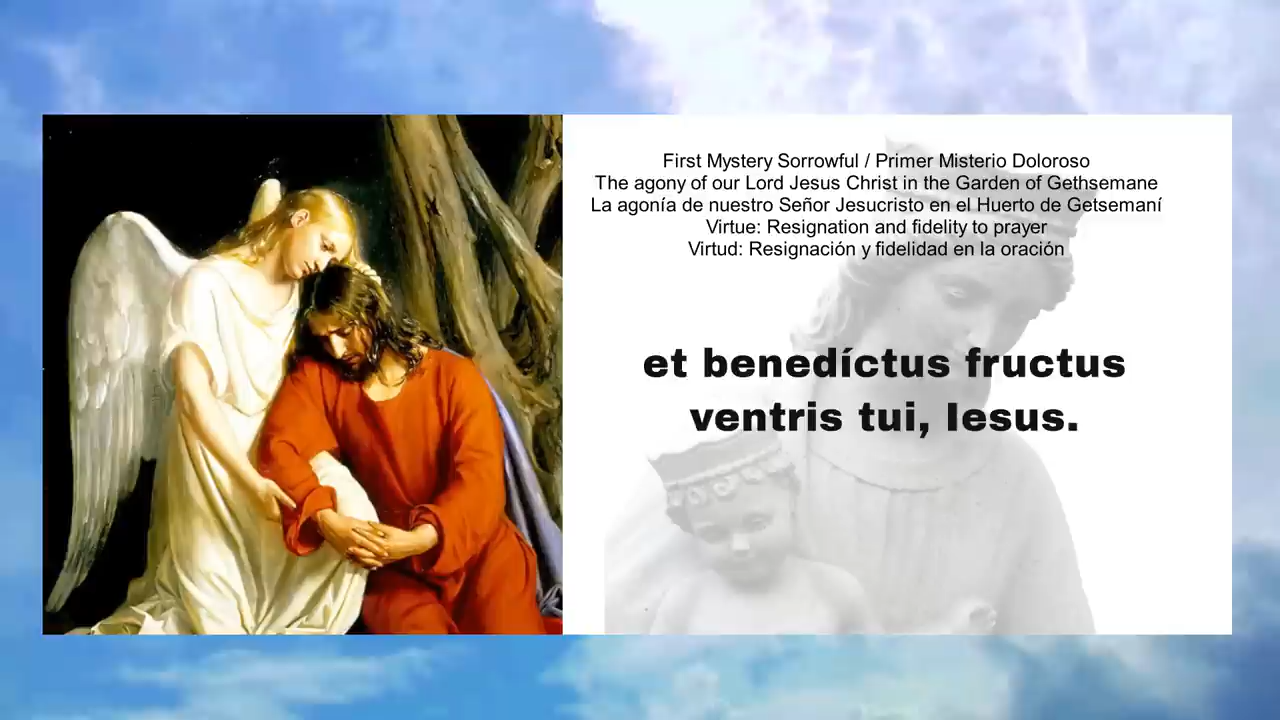 First Mystery Sorrowful / Primer Misterio Doloroso
The agony of our Lord Jesus Christ in the Garden of Gethsemane
La agonía de nuestro Señor Jesucristo en el Huerto de Getsemaní
Virtue: Resignation and fidelity to prayer
Virtud: Resignación y fidelidad en la oración
et benedíctus fructus
ventris tui, Iesus.